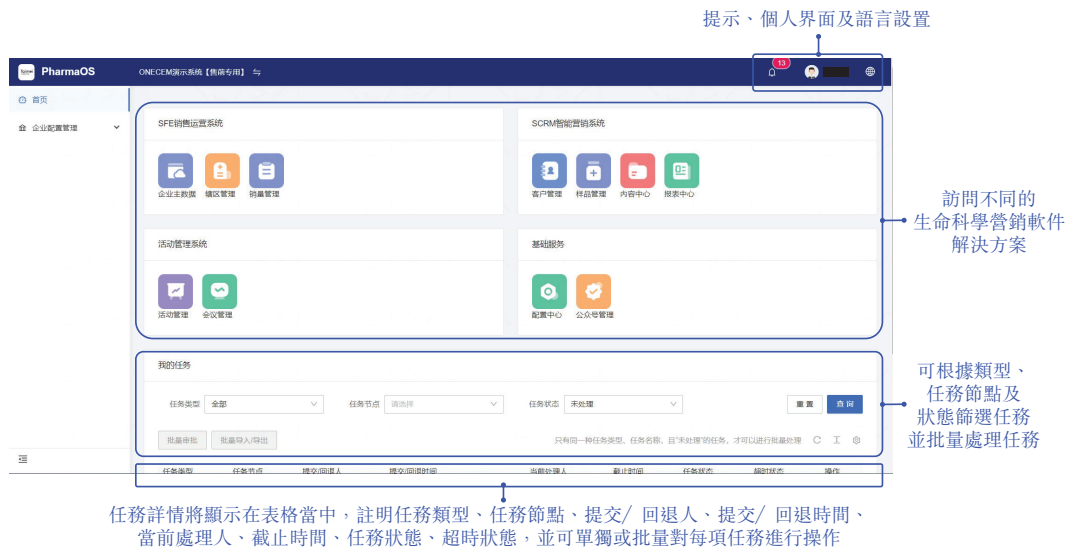 提示、個人界面及語言設置
PharmaOS
ONECEM演示系统【售前专用】
13
首页
企业配置管理
SFE销售运营系统
SCRM智能营销系统
企业主数据 辖区管理 销量管理
客户管理 样品管理 内容中心 报表中心
訪問不同的
生命科學營銷軟件
解決方案
活动管理系统
基础服务
活动管理 会议管理
配置中心 公众号管理
我的任务
任务类型 全部 任务节点 请选择 任务状态 未处理 重置 查询
批量审批 批量导入/导出 只有同一种任务类型、任务名称、且"未处理"的任务，才可以进行批量处理
可根據類型、
任務節點及
狀態篩選任務
並批量處理任務
任务类型 任务节点 提交/回退人 提交/回退时间 当前处理人 截止时间 任务状态 超时状态 操作
任務詳情將顯示在表格當中，註明任務類型、任務節點、提交/ 回退人、提交/ 回退時間、
當前處理人、截止時間、任務狀態、超時狀態，並可單獨或批量對每項任務進行操作